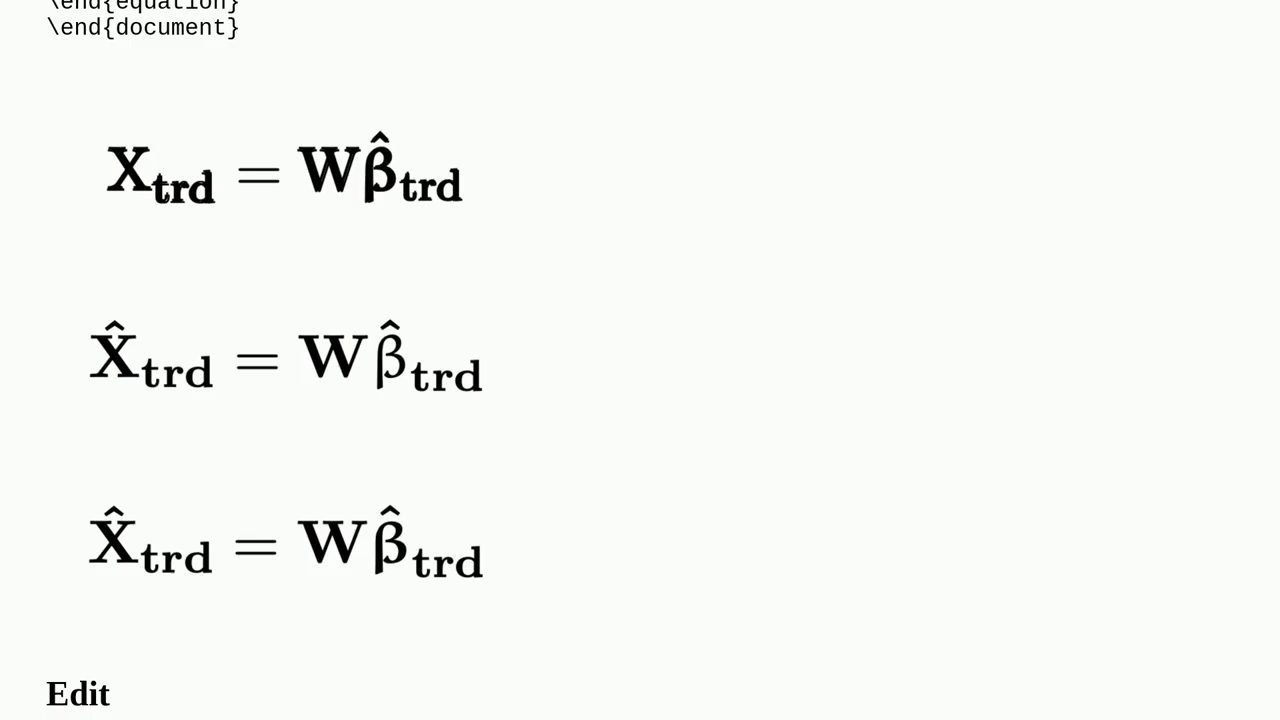 \end{equation}
\end{document}
X_trd = Wβ̂_trd
X̂_trd = Wβ̂_trd
X̂_trd = Wβ̂_trd
Edit